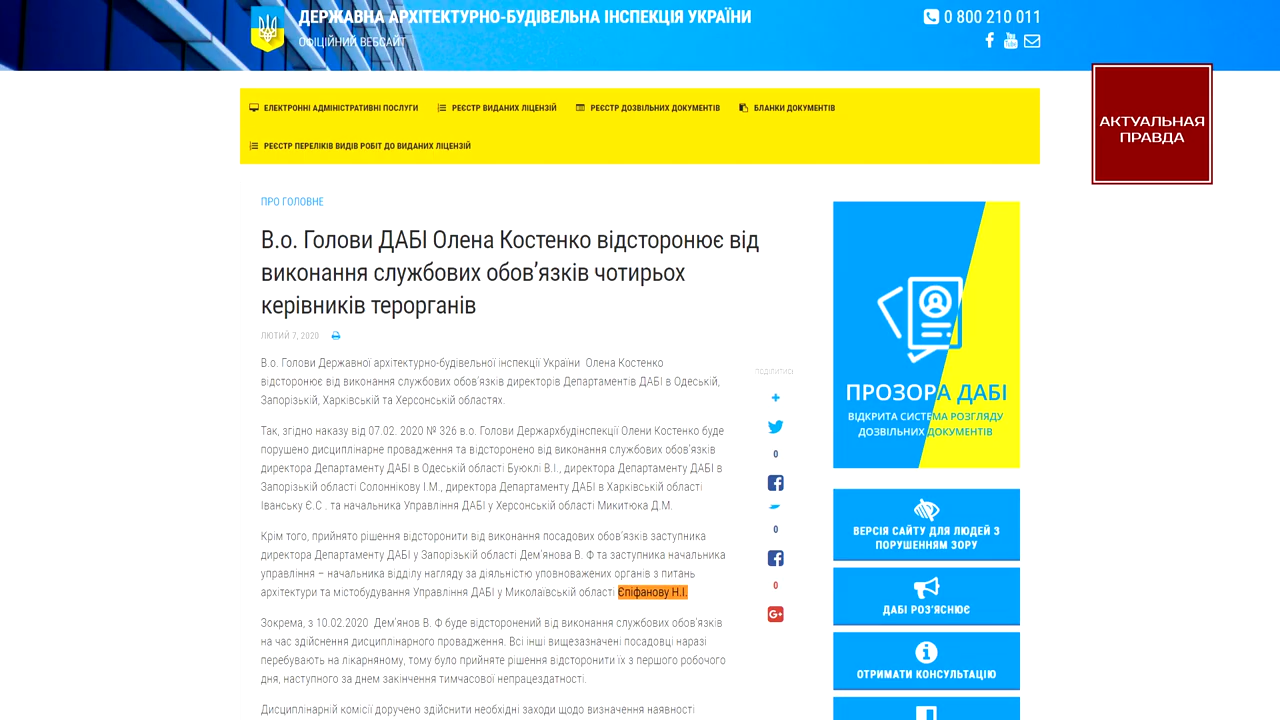 ДЕРЖАВНА АРХІТЕКТУРНО-БУДІВЕЛЬНА ІНСПЕКЦІЯ УКРАЇНИ
ОФІЦІЙНИЙ ВЕБСАЙТ
0 800 210 011
АКТУАЛЬНАЯ
ПРАВДА
ЕЛЕКТРОННІ АДМІНІСТРАТИВНІ ПОСЛУГИ
РЕЄСТР ВИДАНИХ ЛІЦЕНЗІЙ
РЕЄСТР ДОЗВІЛЬНИХ ДОКУМЕНТІВ
БЛАНКИ ДОКУМЕНТІВ
РЕЄСТР ПЕРЕЛІКІВ ВИДІВ РОБІТ ДО ВИДАНИХ ЛІЦЕНЗІЙ
ПРО ГОЛОВНЕ
В.о. Голови ДАБІ Олена Костенко відсторонює від
виконання службових обов’язків чотирьох
керівників терорганів
ЛЮТИЙ 7, 2020
В.о. Голови Державної архітектурно-будівельної інспекції України Олена Костенко
відсторонює від виконання службових обов’язків директорів Департаментів ДАБІ в Одеській,
Запорізькій, Харківській та Херсонській областях.
Так, згідно наказу від 07.02. 2020 № 326 в.о. Голови Держархбудінспекції Олени Костенко буде
порушено дисциплінарне провадження та відсторонено від виконання службових обов’язків
директора Департаменту ДАБІ в Одеській області Буюклі В.І., директора Департаменту ДАБІ в
Запорізькій області Солоннікову І.М., директора Департаменту ДАБІ в Харківській області
Іванську Є.С . та начальника Управління ДАБІ у Херсонській області Микитюка Д.М.
Крім того, прийнято рішення відсторонити від виконання посадових обов’язків заступника
директора Департаменту ДАБІ у Запорізькій області Дем’янова В. Ф та заступника начальника
управління – начальника відділу нагляду за діяльністю уповноважених органів з питань
архітектури та містобудування Управління ДАБІ у Миколаївській області Єпіфанову Н.І.
Зокрема, з 10.02.2020 Дем’янов В. Ф буде відсторонений від виконання службових обов’язків
на час здійснення дисциплінарного провадження. Всі інші вищезазначені посадовці наразі
перебувають на лікарняному, тому було прийняте рішення відсторонити їх з першого робочого
дня, наступного за днем закінчення тимчасової непрацездатності.
Дисциплінарній комісії доручено здійснити необхідні заходи щодо визначення наявності
ПОДІЛИТИСЬ
0
0
0
ПРОЗОРА ДАБІ
ВІДКРИТА СИСТЕМА РОЗГЛЯДУ
ДОЗВІЛЬНИХ ДОКУМЕНТІВ
ВЕРСІЯ САЙТУ ДЛЯ ЛЮДЕЙ З
ПОРУШЕННЯМ ЗОРУ
ДАБІ РОЗ'ЯСНЮЄ
ОТРИМАТИ КОНСУЛЬТАЦІЮ